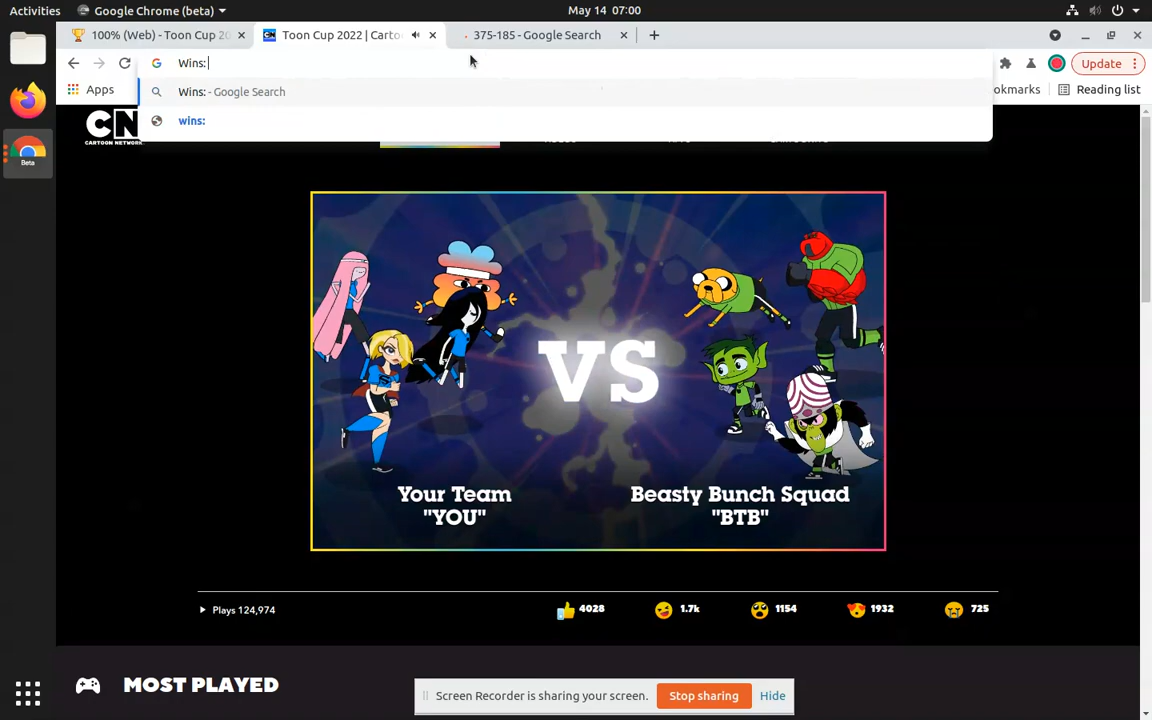 Activities
Google Chrome (beta)
May 14 07:00
100% (Web) - Toon Cup 20
Toon Cup 2022 | Carto
375-185 - Google Search
Wins:
Update
Apps
okmarks
Reading list
Wins: - Google Search
wins:
Beta
CN
CARTOON NETWORK
VS
Your Team
"YOU"
Beasty Bunch Squad
"BTB"
Plays 124,974
4028
1.7k
1154
1932
725
MOST PLAYED
Screen Recorder is sharing your screen.
Stop sharing
Hide